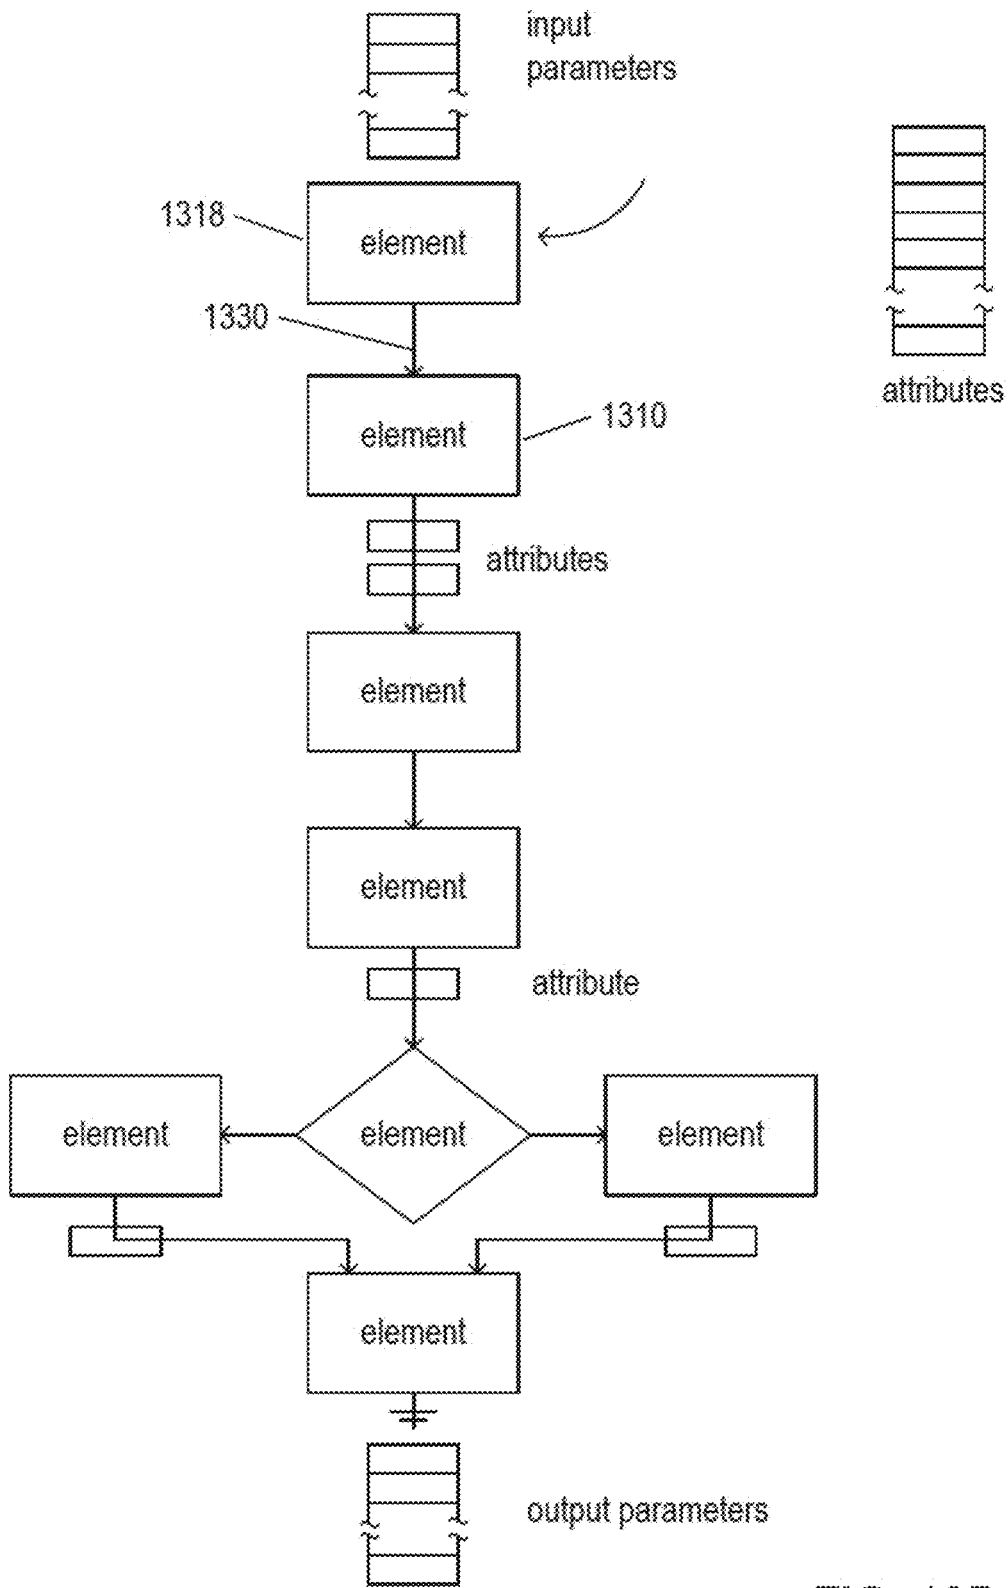 input
parameters
1318
element
1330
attributes
element
1310
attributes
element
element
attribute
element
element
element
element
output parameters